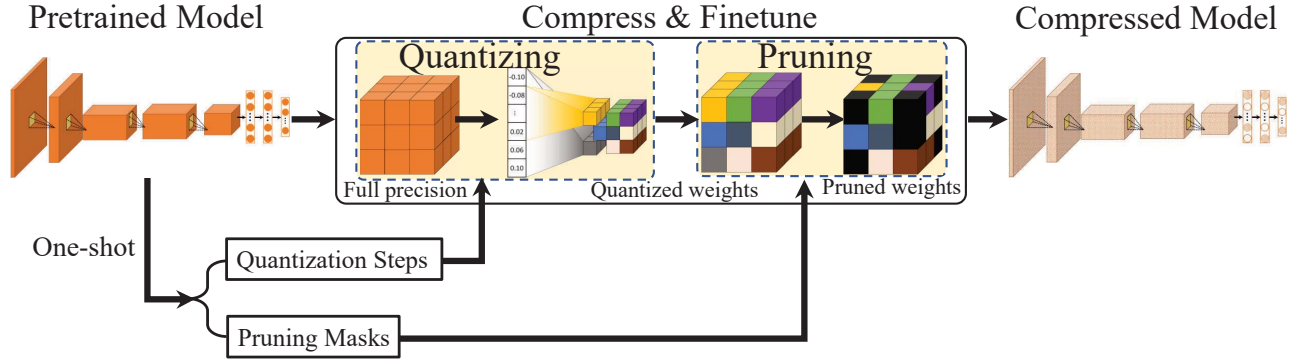 Pretrained Model
Compress & Finetune
Compressed Model
Quantizing
Pruning
-0.10
-0.08
⋮
0.02
0.06
0.10
Full precision
Quantized weights
Pruned weights
One-shot
Quantization Steps
Pruning Masks